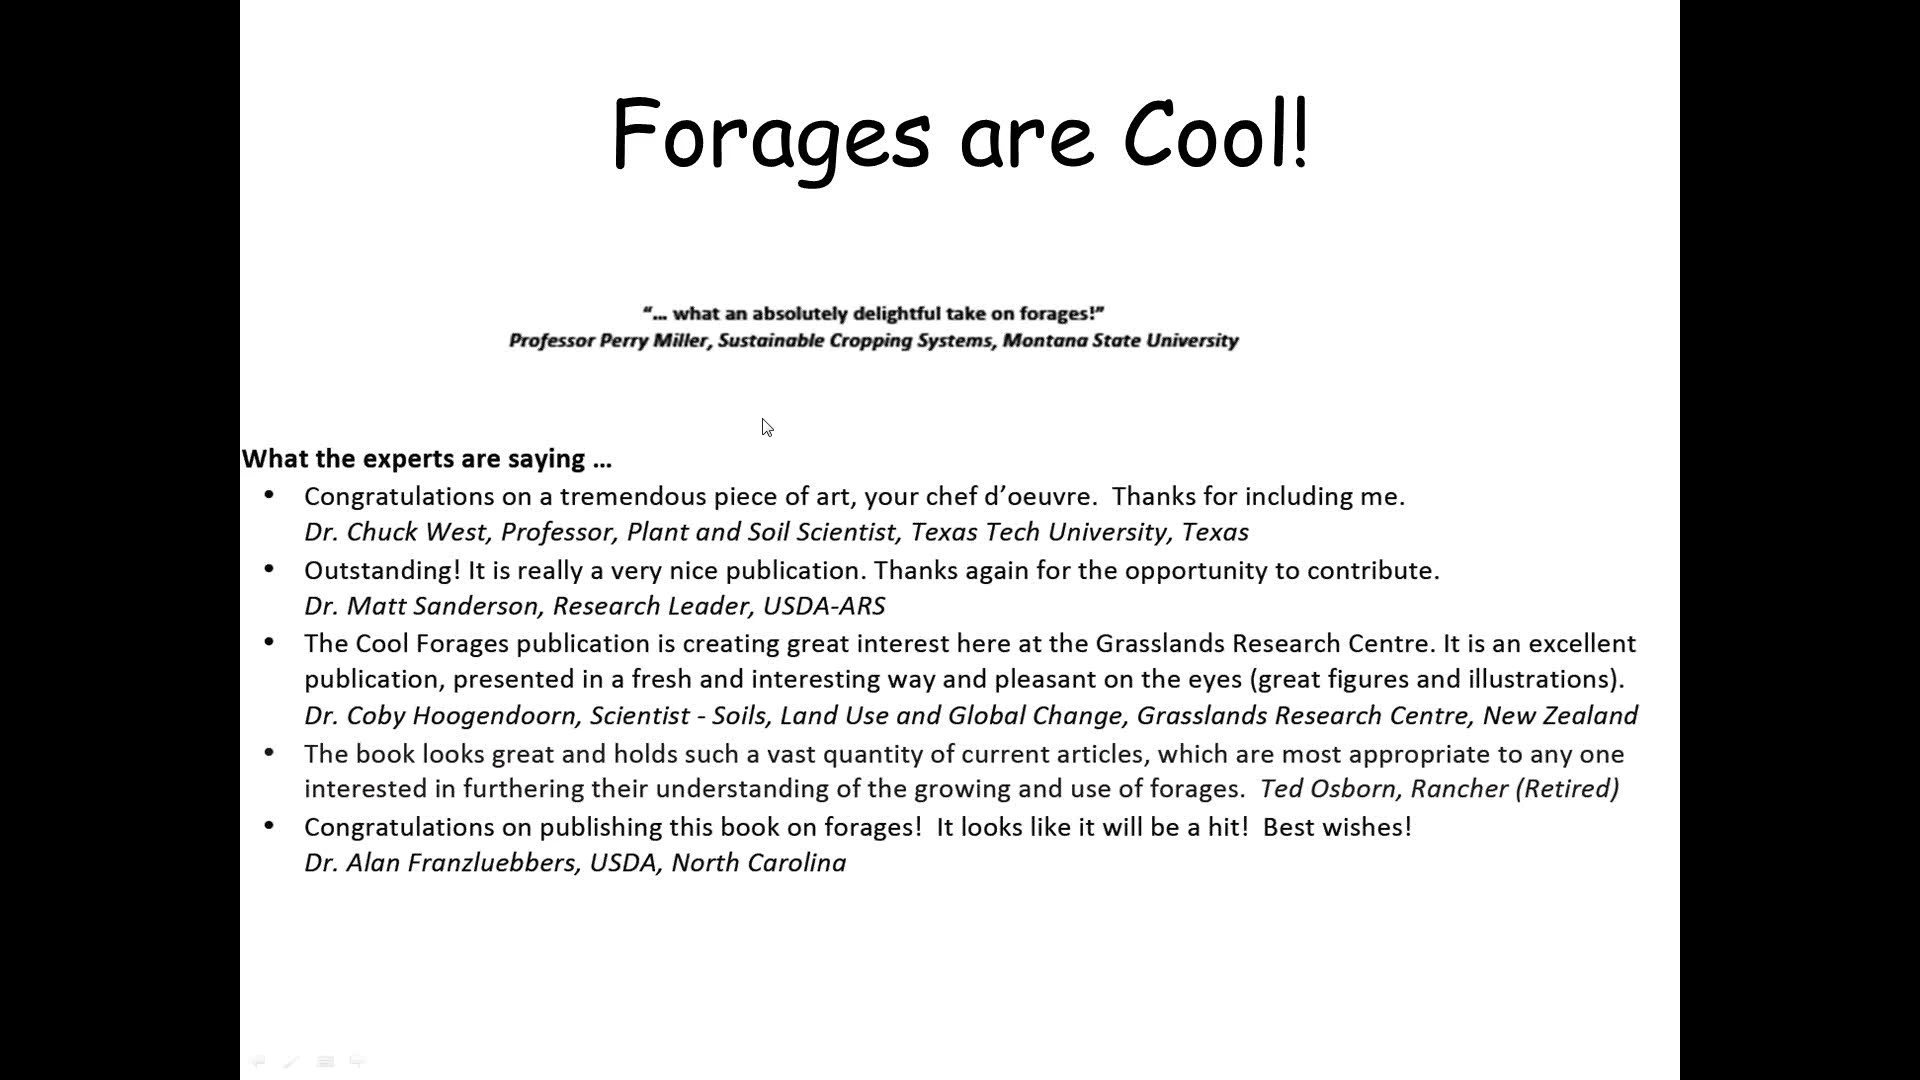 Forages are Cool!
“... what an absolutely delightful take on forages!”
Professor Perry Miller, Sustainable Cropping Systems, Montana State University
What the experts are saying ...
• Congratulations on a tremendous piece of art, your chef d’oeuvre.  Thanks for including me.
Dr. Chuck West, Professor, Plant and Soil Scientist, Texas Tech University, Texas
• Outstanding! It is really a very nice publication. Thanks again for the opportunity to contribute.
Dr. Matt Sanderson, Research Leader, USDA-ARS
• The Cool Forages publication is creating great interest here at the Grasslands Research Centre. It is an excellent
publication, presented in a fresh and interesting way and pleasant on the eyes (great figures and illustrations).
Dr. Coby Hoogendoorn, Scientist - Soils, Land Use and Global Change, Grasslands Research Centre, New Zealand
• The book looks great and holds such a vast quantity of current articles, which are most appropriate to any one
interested in furthering their understanding of the growing and use of forages.  Ted Osborn, Rancher (Retired)
• Congratulations on publishing this book on forages!  It looks like it will be a hit!  Best wishes!
Dr. Alan Franzluebbers, USDA, North Carolina